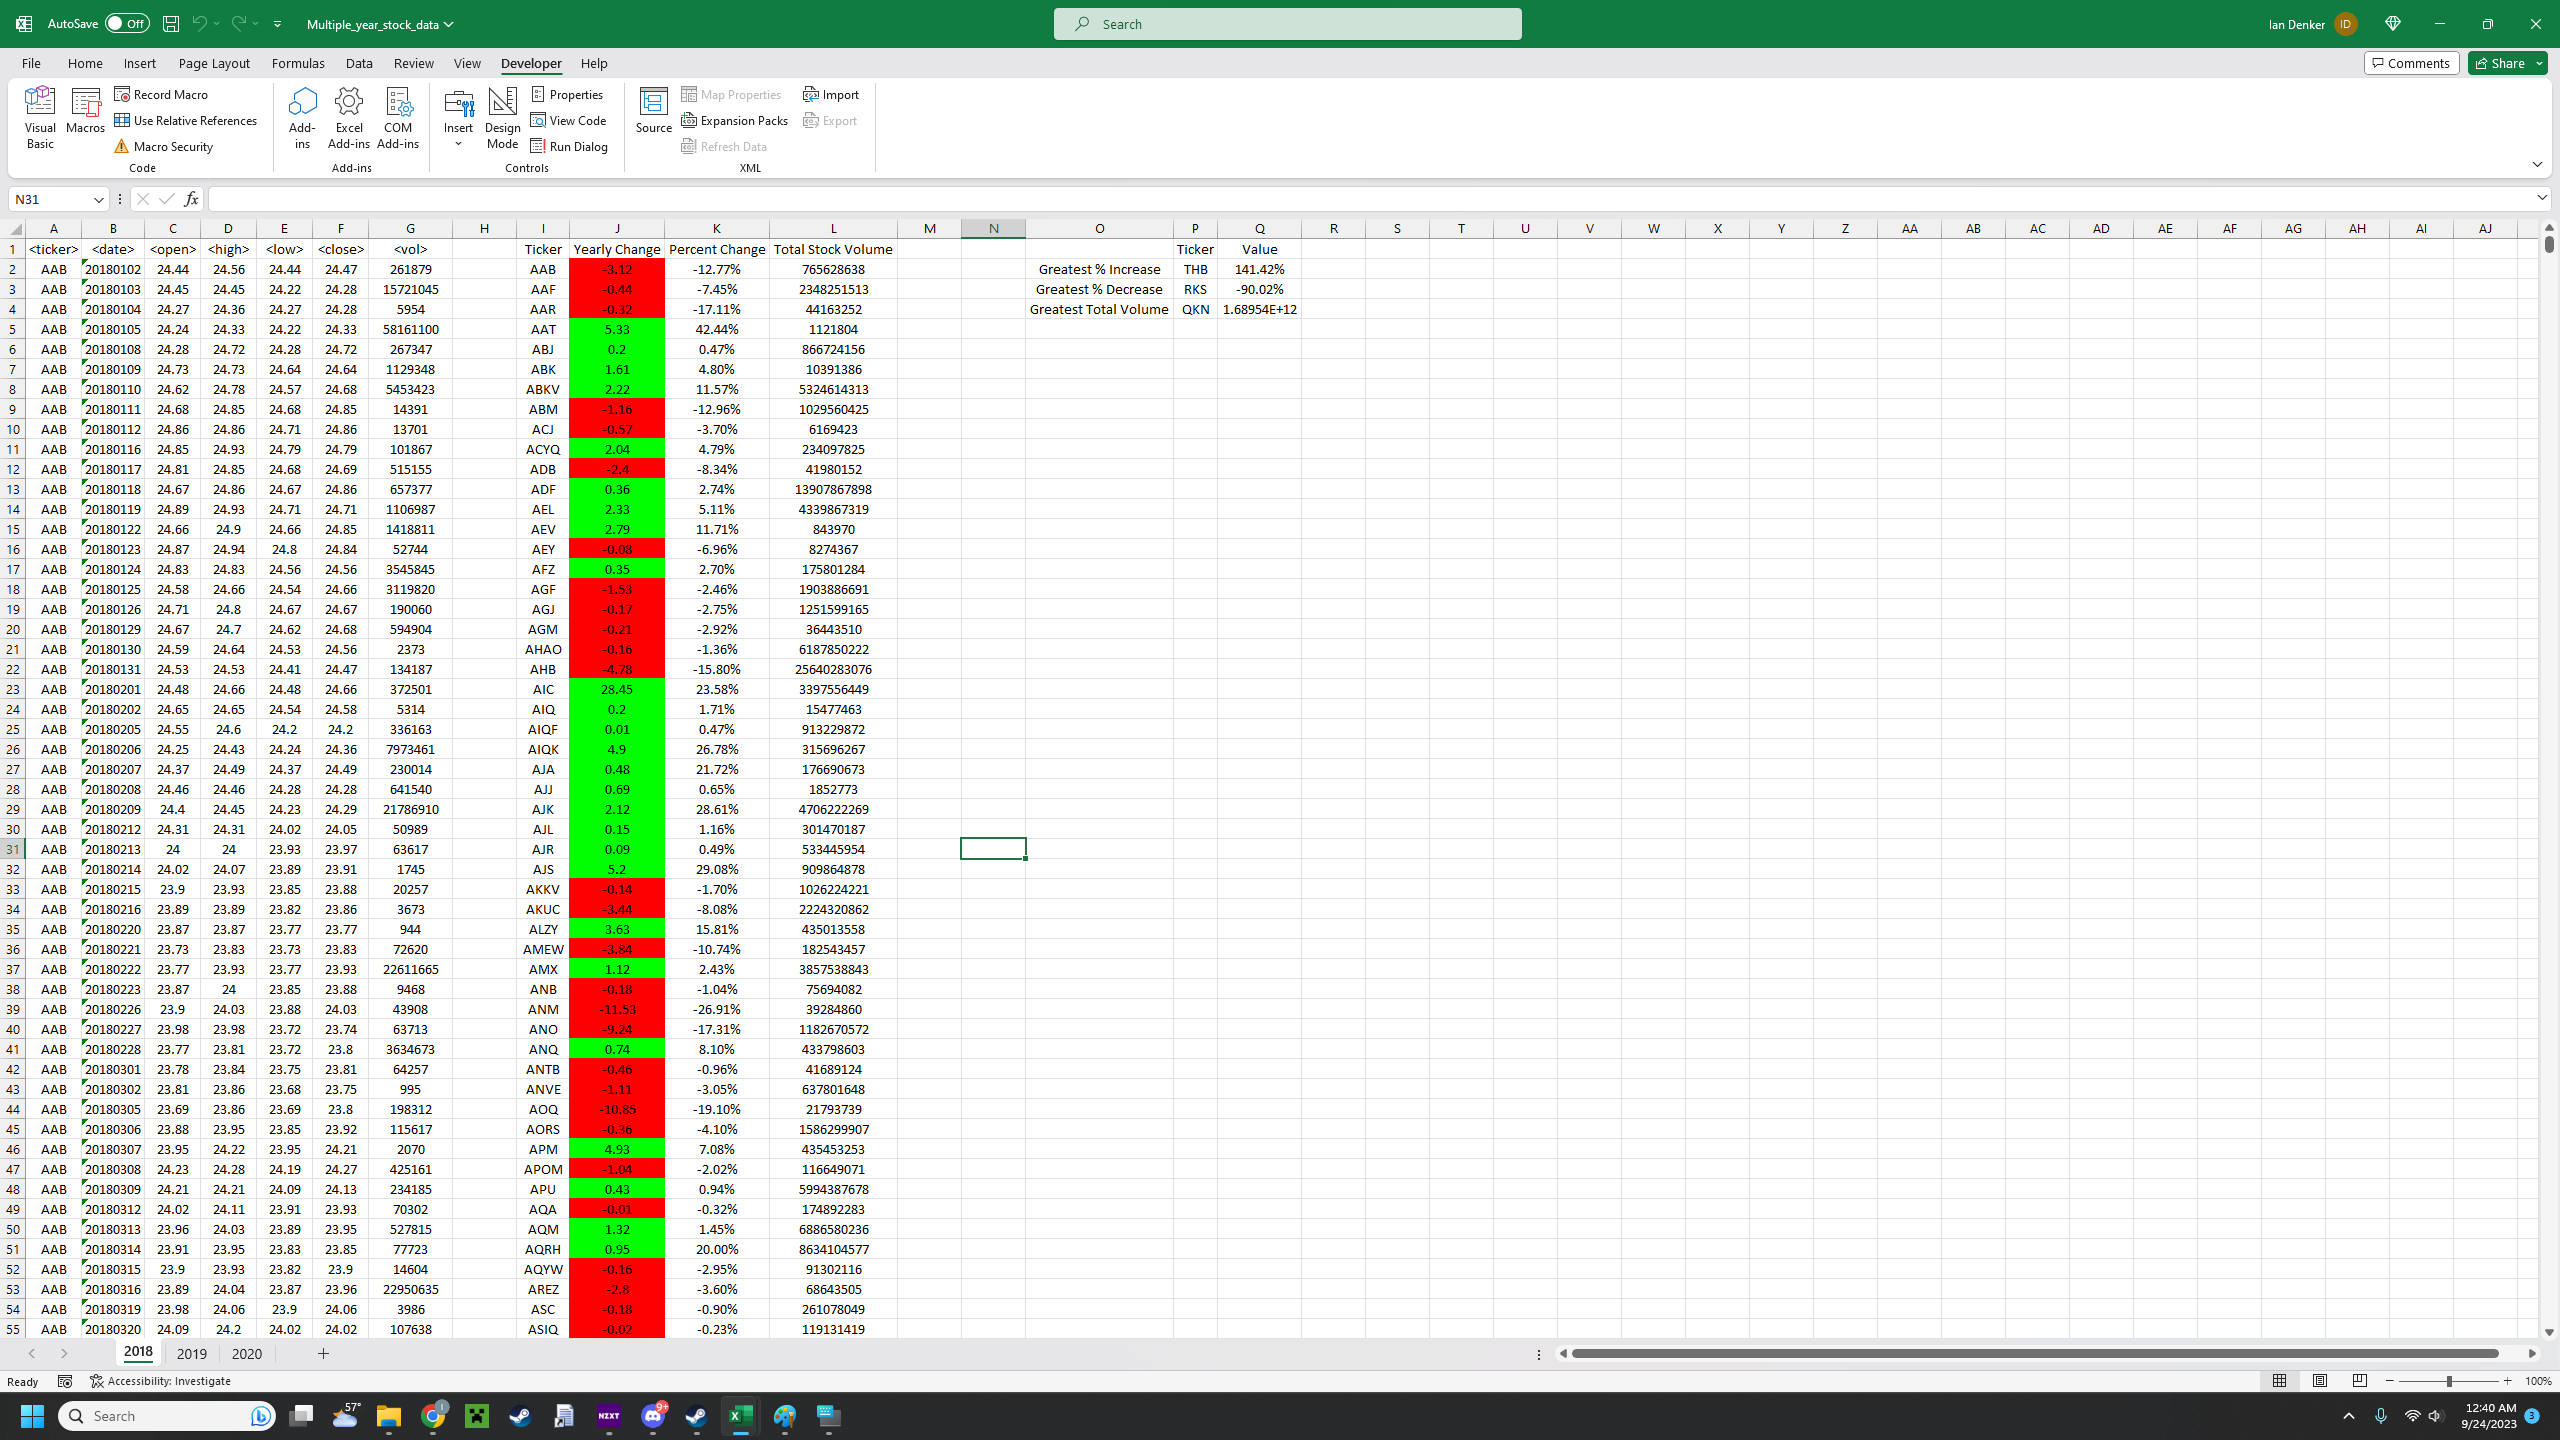 AutoSave Off Multiple_year_stock_data Search Ian Denker ID
File Home Insert Page Layout Formulas Data Review View Developer Help Comments Share
Visual Basic Macros Record Macro Use Relative References Macro Security Code
Add-ins Excel Add-ins COM Add-ins Add-ins
Insert Design Mode Properties View Code Run Dialog Controls
Source Map Properties Expansion Packs Refresh Data Import Export XML
N31 fx
A B C D E F G H I J K L M N O P Q R S T U V W X Y Z AA AB AC AD AE AF AG AH AI AJ
1 <ticker> <date> <open> <high> <low> <close> <vol> Ticker Yearly Change Percent Change Total Stock Volume Ticker Value
2 AAB 20180102 24.44 24.56 24.44 24.47 261879 AAB -3.12 -12.77% 765628638 Greatest % Increase THB 141.42%
3 AAB 20180103 24.45 24.45 24.22 24.28 15721045 AAF -0.44 -7.45% 2348251513 Greatest % Decrease RKS -90.02%
4 AAB 20180104 24.27 24.36 24.27 24.28 5954 AAR -0.32 -17.11% 44163252 Greatest Total Volume QKN 1.68954E+12
5 AAB 20180105 24.24 24.33 24.22 24.33 58161100 AAT 5.33 42.44% 1121804
6 AAB 20180108 24.28 24.72 24.28 24.72 267347 ABJ 0.2 0.47% 866724156
7 AAB 20180109 24.73 24.73 24.64 24.64 1129348 ABK 1.61 4.80% 10391386
8 AAB 20180110 24.62 24.78 24.57 24.68 5453423 ABKV 2.22 11.57% 5324614313
9 AAB 20180111 24.68 24.85 24.68 24.85 14391 ABM -1.16 -12.96% 1029560425
10 AAB 20180112 24.86 24.86 24.71 24.86 13701 ACJ -0.57 -3.70% 6169423
11 AAB 20180116 24.85 24.93 24.79 24.79 101867 ACYQ 2.04 4.79% 234097825
12 AAB 20180117 24.81 24.85 24.68 24.69 515155 ADB -2.4 -8.34% 41980152
13 AAB 20180118 24.67 24.86 24.67 24.86 657377 ADF 0.36 2.74% 13907867898
14 AAB 20180119 24.89 24.93 24.71 24.71 1106987 AEL 2.33 5.11% 4339867319
15 AAB 20180122 24.66 24.9 24.66 24.85 1418811 AEV 2.79 11.71% 843970
16 AAB 20180123 24.87 24.94 24.8 24.84 52744 AEY -0.08 -6.96% 8274367
17 AAB 20180124 24.83 24.83 24.56 24.56 3545845 AFZ 0.35 2.70% 175801284
18 AAB 20180125 24.58 24.66 24.54 24.66 3119820 AGF -1.53 -2.46% 1903886691
19 AAB 20180126 24.71 24.8 24.67 24.67 190060 AGJ -0.17 -2.75% 1251599165
20 AAB 20180129 24.67 24.7 24.62 24.68 594904 AGM -0.21 -2.92% 36443510
21 AAB 20180130 24.59 24.64 24.53 24.56 2373 AHAO -0.16 -1.36% 6187850222
22 AAB 20180131 24.53 24.53 24.41 24.47 134187 AHB -4.78 -15.80% 25640283076
23 AAB 20180201 24.48 24.66 24.48 24.66 372501 AIC 28.45 23.58% 3397556449
24 AAB 20180202 24.65 24.65 24.54 24.58 5314 AIQ 0.2 1.71% 15477463
25 AAB 20180205 24.55 24.6 24.2 24.2 336163 AIQF 0.01 0.47% 913229872
26 AAB 20180206 24.25 24.43 24.24 24.36 7973461 AIQK 4.9 26.78% 315696267
27 AAB 20180207 24.37 24.49 24.37 24.49 230014 AJA 0.48 21.72% 176690673
28 AAB 20180208 24.46 24.46 24.28 24.28 641540 AJJ 0.69 0.65% 1852773
29 AAB 20180209 24.4 24.45 24.23 24.29 21786910 AJK 2.12 28.61% 4706222269
30 AAB 20180212 24.31 24.31 24.02 24.05 50989 AJL 0.15 1.16% 301470187
31 AAB 20180213 24 24 23.93 23.97 63617 AJR 0.09 0.49% 533445954
32 AAB 20180214 24.02 24.07 23.89 23.91 1745 AJS 5.2 29.08% 909864878
33 AAB 20180215 23.9 23.93 23.85 23.88 20257 AKKV -0.14 -1.70% 1026224221
34 AAB 20180216 23.89 23.89 23.82 23.86 3673 AKUC -3.44 -8.08% 2224320862
35 AAB 20180220 23.87 23.87 23.77 23.77 944 ALZY 3.63 15.81% 435013558
36 AAB 20180221 23.73 23.83 23.73 23.83 72620 AMEW -3.84 -10.74% 182543457
37 AAB 20180222 23.77 23.93 23.77 23.93 22611665 AMX 1.12 2.43% 3857538843
38 AAB 20180223 23.87 24 23.85 23.88 9468 ANB -0.18 -1.04% 75694082
39 AAB 20180226 23.9 24.03 23.88 24.03 43908 ANM -11.53 -26.91% 39284860
40 AAB 20180227 23.98 23.98 23.72 23.74 63713 ANO -9.24 -17.31% 1182670572
41 AAB 20180228 23.77 23.81 23.72 23.8 3634673 ANQ 0.74 8.10% 433798603
42 AAB 20180301 23.78 23.84 23.75 23.81 64257 ANTB -0.46 -0.96% 41689124
43 AAB 20180302 23.81 23.86 23.68 23.75 995 ANVE -1.11 -3.05% 637801648
44 AAB 20180305 23.69 23.86 23.69 23.8 198312 AOQ -10.85 -19.10% 21793739
45 AAB 20180306 23.88 23.95 23.85 23.92 115617 AORS -0.36 -4.10% 1586299907
46 AAB 20180307 23.95 24.22 23.95 24.21 2070 APM 4.93 7.08% 435453253
47 AAB 20180308 24.23 24.28 24.19 24.27 425161 APOM -1.04 -2.02% 116649071
48 AAB 20180309 24.21 24.21 24.09 24.13 234185 APU 0.43 0.94% 5994387678
49 AAB 20180312 24.02 24.11 23.91 23.93 70302 AQA -0.01 -0.32% 174892283
50 AAB 20180313 23.96 24.03 23.89 23.95 527815 AQM 1.32 1.45% 6886580236
51 AAB 20180314 23.91 23.95 23.83 23.85 77723 AQRH 0.95 20.00% 8634104577
52 AAB 20180315 23.9 23.93 23.82 23.9 14604 AQYW -0.16 -2.95% 91302116
53 AAB 20180316 23.89 24.04 23.87 23.96 22950635 AREZ -2.8 -3.60% 68643505
54 AAB 20180319 23.98 24.06 23.9 24.06 3986 ASC -0.18 -0.90% 261078049
55 AAB 20180320 24.09 24.2 24.02 24.02 107638 ASIQ -0.02 -0.23% 119131419
2018 2019 2020
Ready Accessibility: Investigate 100%
Search 57° NZXT 9+ 12:40 AM 3
9/24/2023